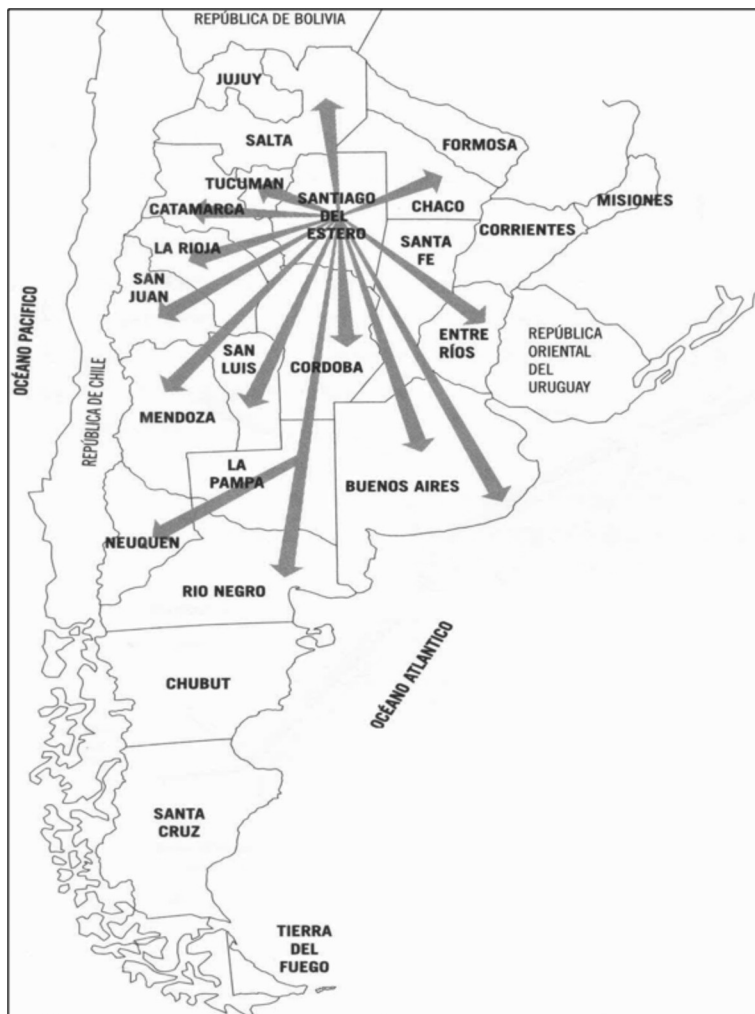 REPÚBLICA DE BOLIVIA
JUJUY
SALTA
FORMOSA
TUCUMAN
SANTIAGO
DEL
ESTERO
CHACO
MISIONES
CATAMARCA
CORRIENTES
LA RIOJA
SANTA
FE
SAN
JUAN
OCÉANO PACIFICO
REPÚBLICA DE CHILE
SAN
LUIS
CORDOBA
ENTRE
RÍOS
REPÚBLICA
ORIENTAL
DEL
URUGUAY
MENDOZA
LA
PAMPA
BUENOS AIRES
NEUQUEN
RIO NEGRO
OCÉANO ATLANTICO
CHUBUT
SANTA
CRUZ
TIERRA
DEL
FUEGO